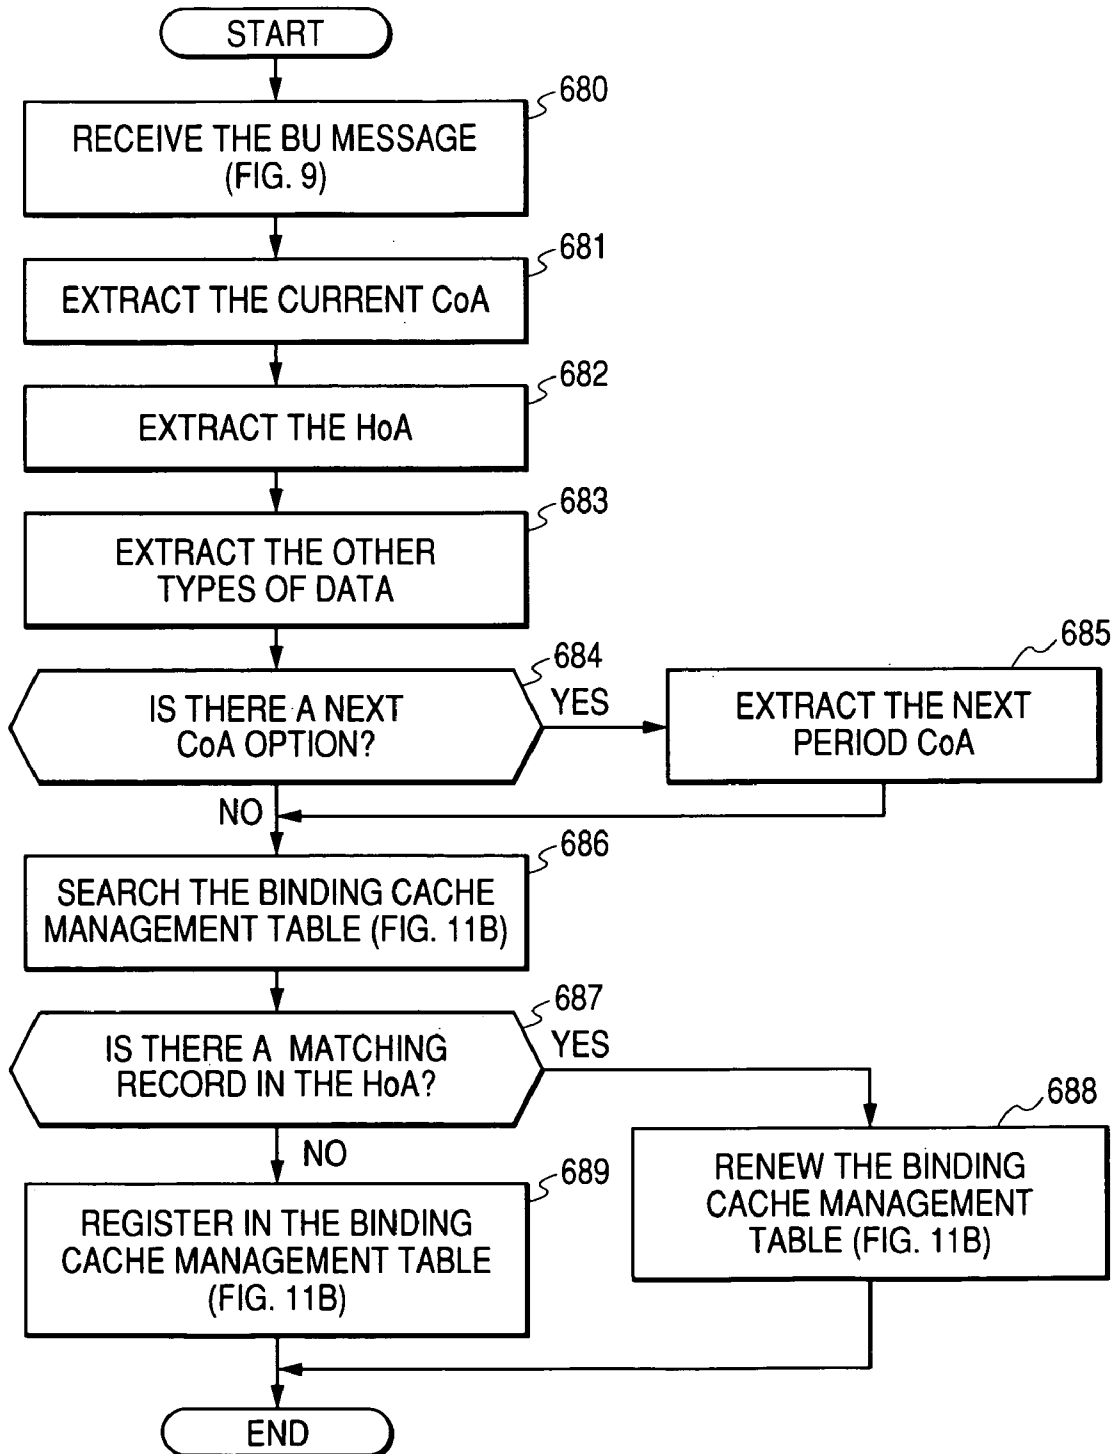 START
680
RECEIVE THE BU MESSAGE
(FIG. 9)
681
EXTRACT THE CURRENT CoA
682
EXTRACT THE HoA
683
EXTRACT THE OTHER
TYPES OF DATA
684
IS THERE A NEXT
CoA OPTION?
YES
685
EXTRACT THE NEXT
PERIOD CoA
NO
686
SEARCH THE BINDING CACHE
MANAGEMENT TABLE (FIG. 11B)
687
IS THERE A MATCHING
RECORD IN THE HoA?
YES
688
RENEW THE BINDING
CACHE MANAGEMENT
TABLE (FIG. 11B)
NO
689
REGISTER IN THE BINDING
CACHE MANAGEMENT TABLE
(FIG. 11B)
END